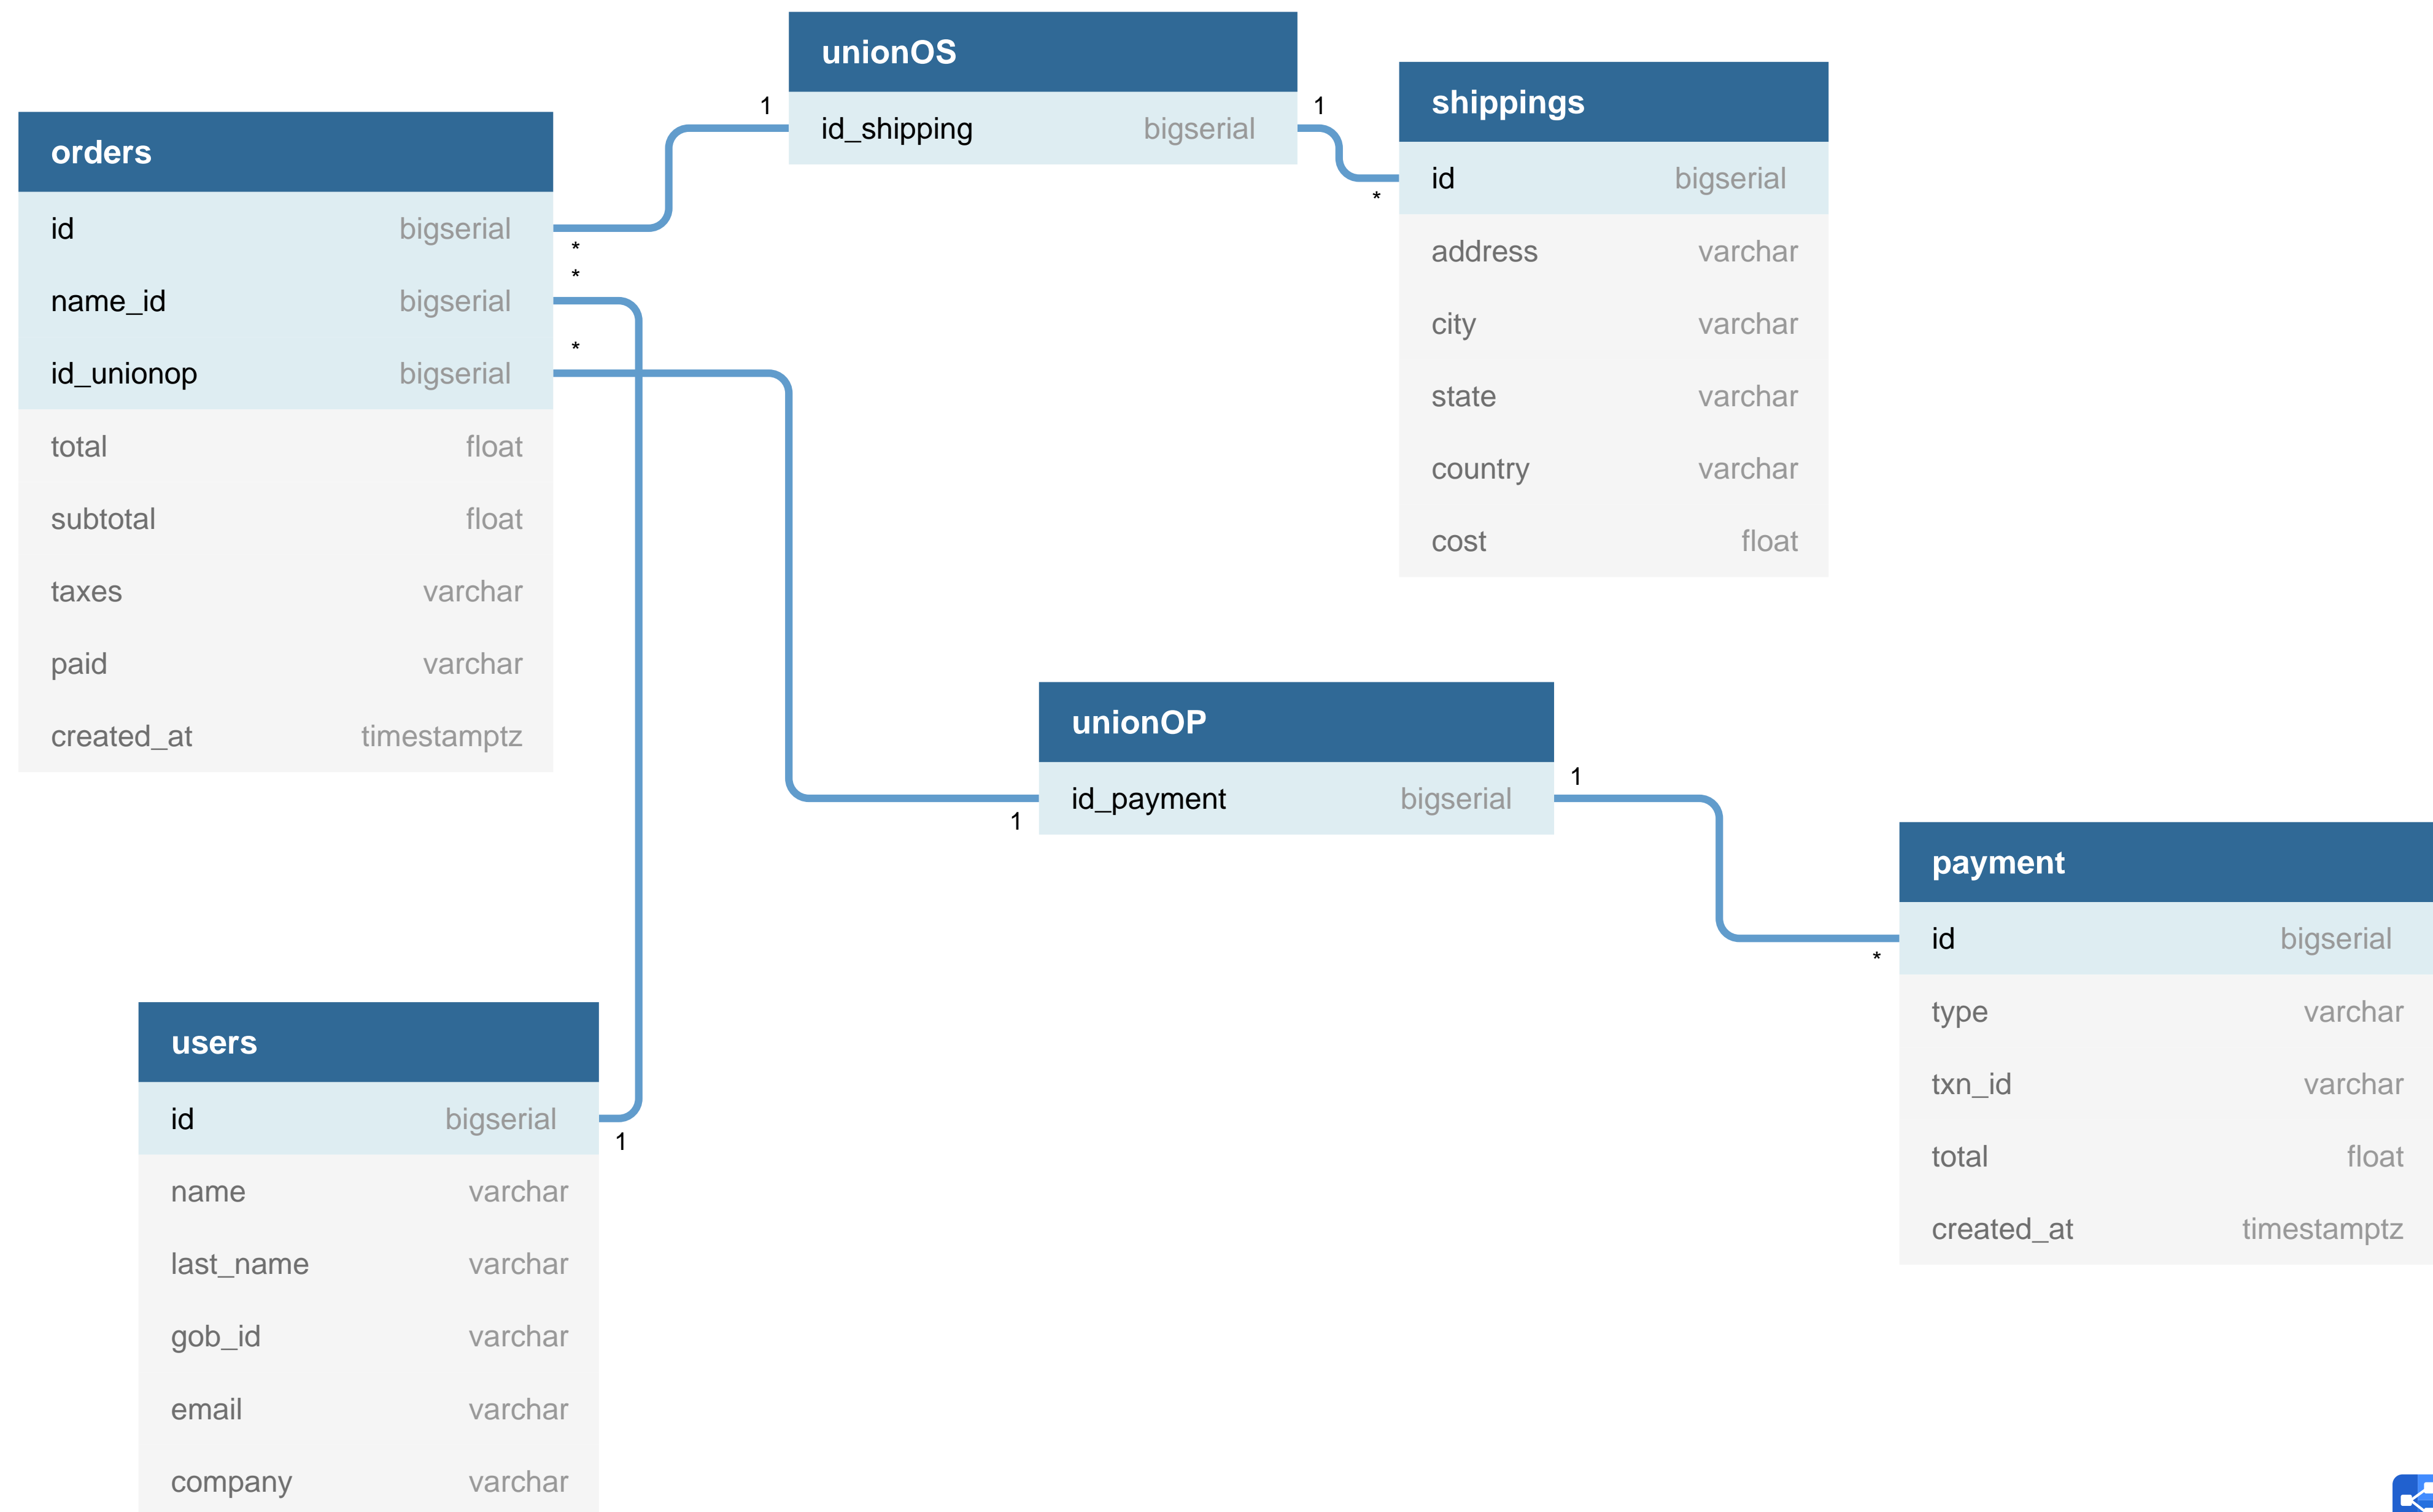 unionOS
id_shipping bigserial
1
1
*
*
*
*
orders
id bigserial
name_id bigserial
id_unionop bigserial
total float
subtotal float
taxes varchar
paid varchar
created_at timestamptz
shippings
id bigserial
address varchar
city varchar
state varchar
country varchar
cost float
unionOP
id_payment bigserial
1
1
*
payment
id bigserial
type varchar
txn_id varchar
total float
created_at timestamptz
users
id bigserial
1
name varchar
last_name varchar
gob_id varchar
email varchar
company varchar